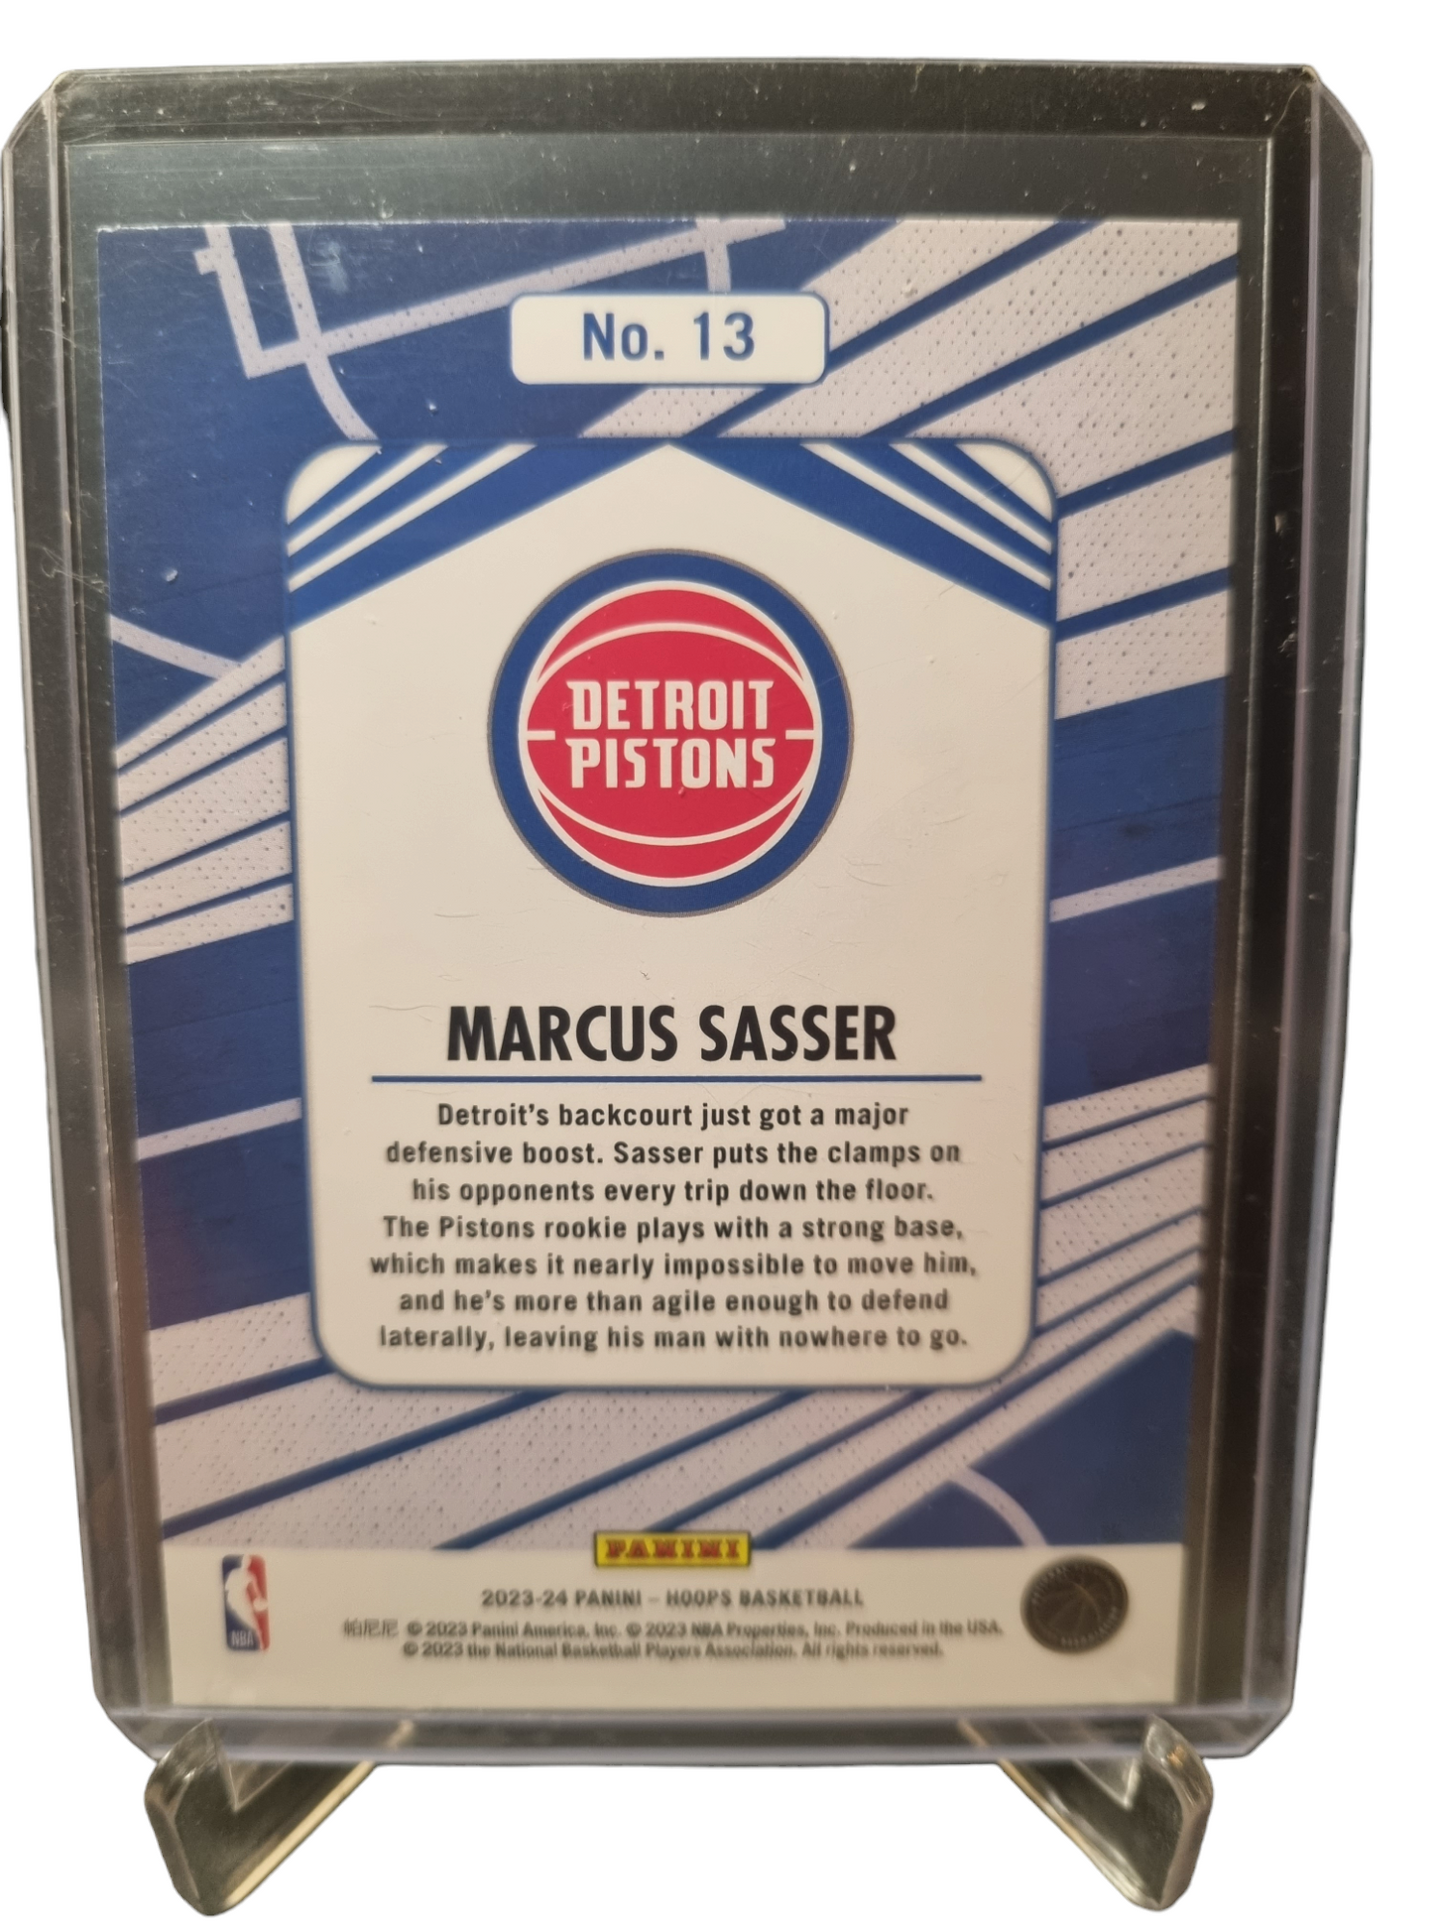 No. 13
DETROIT
PISTONS
MARCUS SASSER
Detroit's backcourt just got a major
defensive boost. Sasser puts the clamps on
his opponents every trip down the floor.
The Pistons rookie plays with a strong base,
which makes it nearly impossible to move him,
and he's more than agile enough to defend
laterally, leaving his man with nowhere to go.
PANINI
2023-24 PANINI – HOOPS BASKETBALL
帕尼尼 © 2023 Panini America, Inc. © 2023 NBA Properties, Inc. Produced in the USA.
© 2023 the National Basketball Players Association. All rights reserved.
NBA